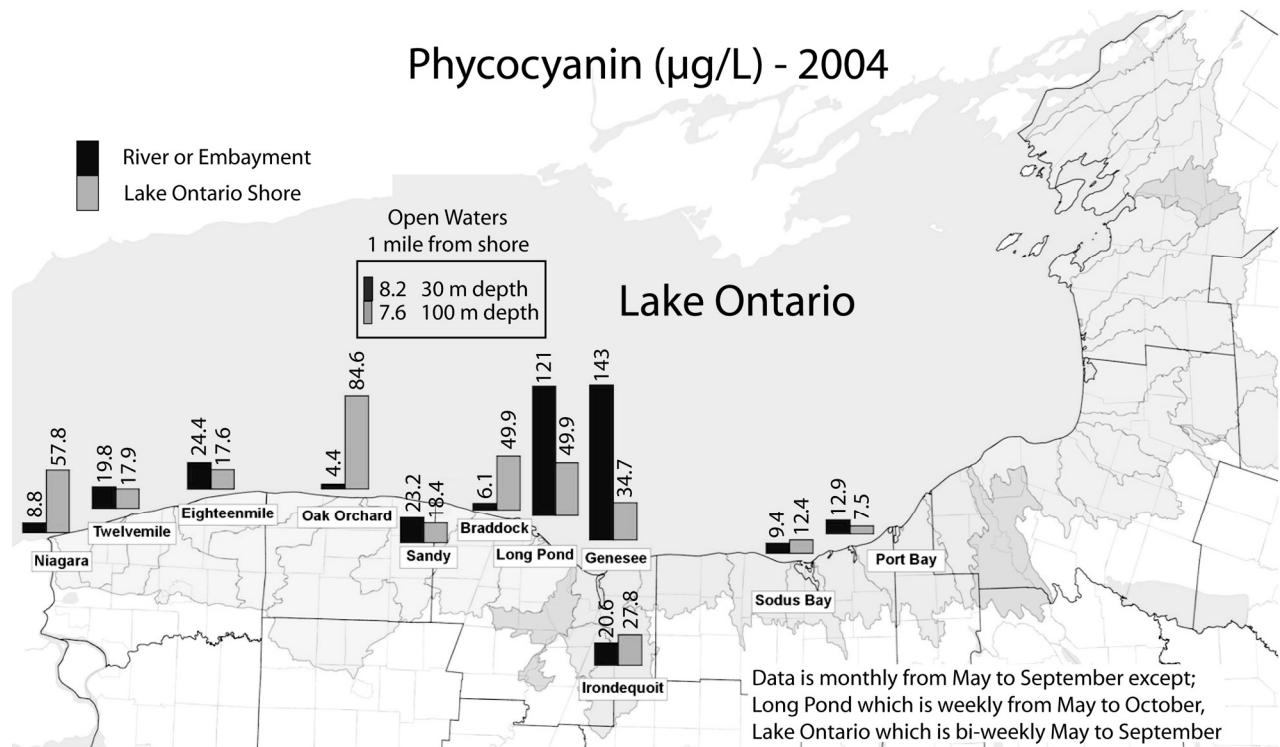 Phycocyanin (µg/L) - 2004
River or Embayment
Lake Ontario Shore
Open Waters
1 mile from shore
8.2 30 m depth
7.6 100 m depth
Lake Ontario
8.8
57.8
Niagara
19.8
17.9
Twelvemile
24.4
17.6
Eighteenmile
4.4
84.6
Oak Orchard
23.2
18.4
Sandy
6.1
49.9
Braddock
121
49.9
Long Pond
143
34.7
Genesee
20.6
27.8
Irondequoit
9.4
12.4
Sodus Bay
12.9
7.5
Port Bay
Data is monthly from May to September except;
Long Pond which is weekly from May to October,
Lake Ontario which is bi-weekly May to September